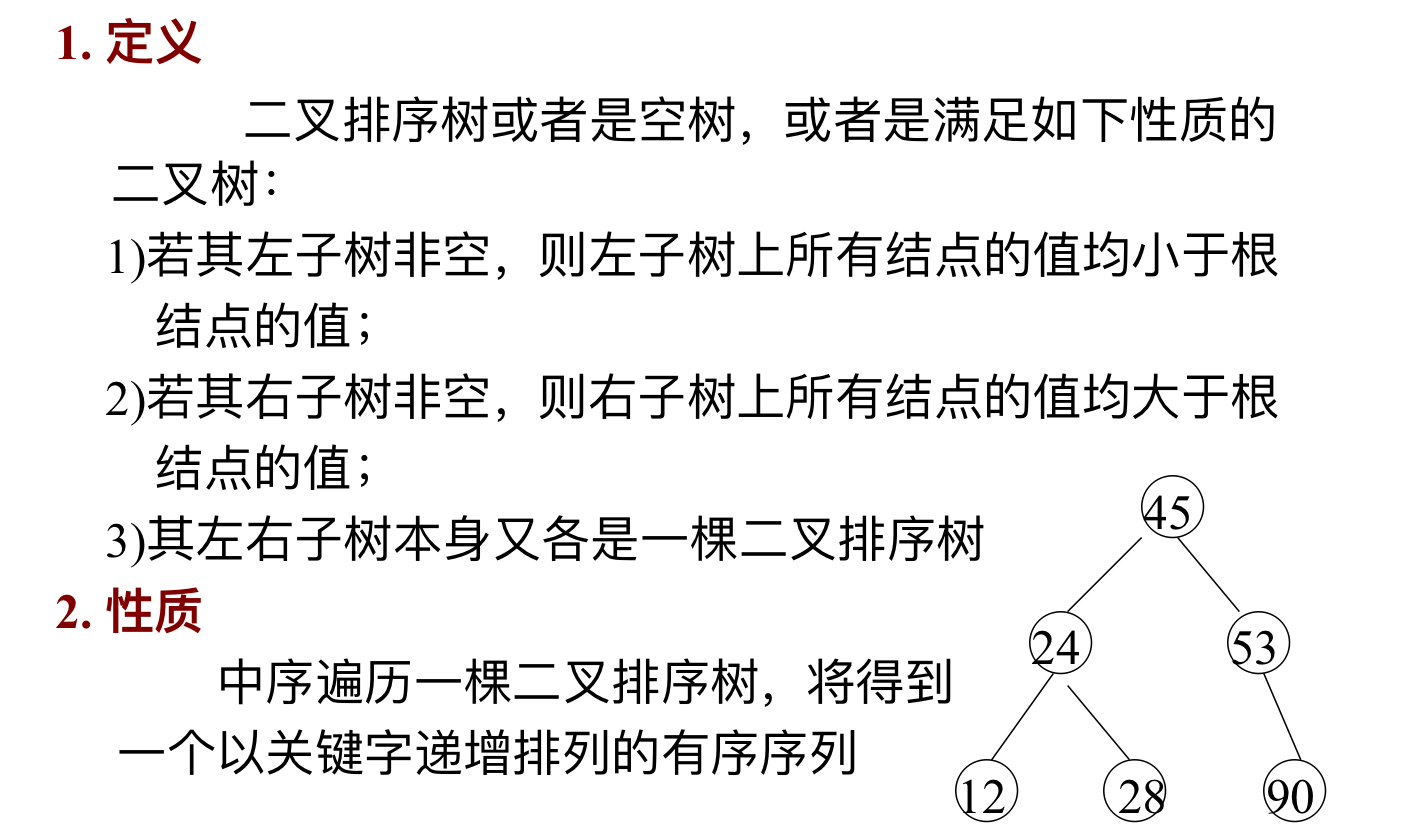 1. 定义
二叉排序树或者是空树，或者是满足如下性质的
二叉树：
1)若其左子树非空，则左子树上所有结点的值均小于根
结点的值；
2)若其右子树非空，则右子树上所有结点的值均大于根
结点的值；
3)其左右子树本身又各是一棵二叉排序树
2. 性质
中序遍历一棵二叉排序树，将得到
一个以关键字递增排列的有序序列
45
24 53
12 28 90